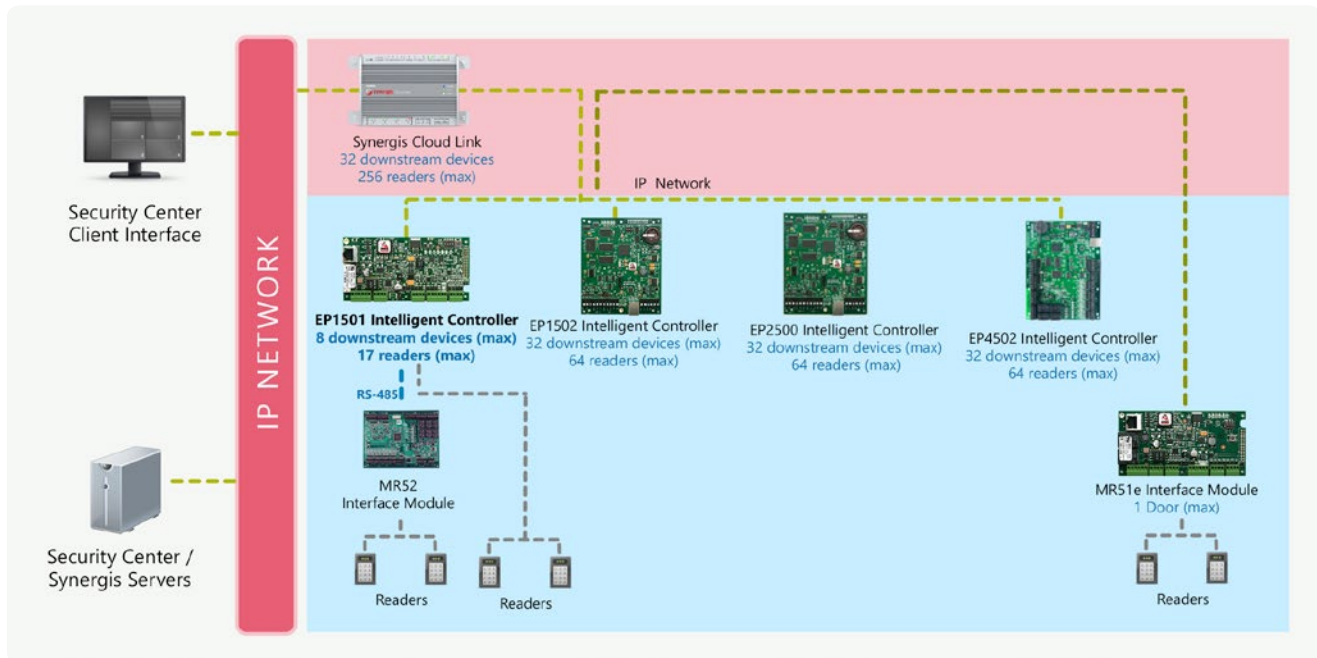 Synergis Cloud Link
32 downstream devices
256 readers (max)
IP Network
Security Center
Client Interface
IP NETWORK
EP1501 Intelligent Controller
8 downstream devices (max)
17 readers (max)
EP1502 Intelligent Controller
32 downstream devices (max)
64 readers (max)
EP2500 Intelligent Controller
32 downstream devices (max)
64 readers (max)
EP4502 Intelligent Controller
32 downstream devices (max)
64 readers (max)
RS-485
MR52
Interface Module
MR51e Interface Module
1 Door (max)
Security Center /
Synergis Servers
Readers
Readers
Readers